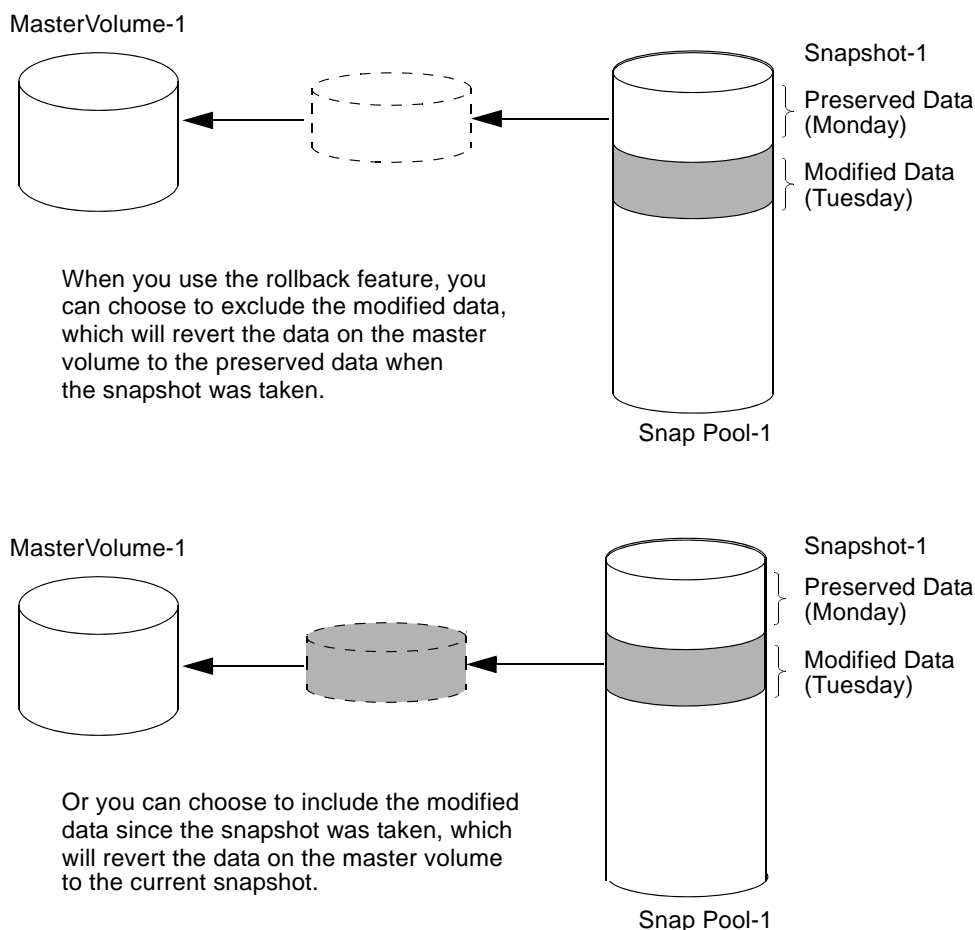 MasterVolume-1
Snapshot-1
Preserved Data
(Monday)
Modified Data
(Tuesday)
When you use the rollback feature, you
can choose to exclude the modified data,
which will revert the data on the master
volume to the preserved data when
the snapshot was taken.
Snap Pool-1
MasterVolume-1
Snapshot-1
Preserved Data
(Monday)
Modified Data
(Tuesday)
Or you can choose to include the modified
data since the snapshot was taken, which
will revert the data on the master volume
to the current snapshot.
Snap Pool-1